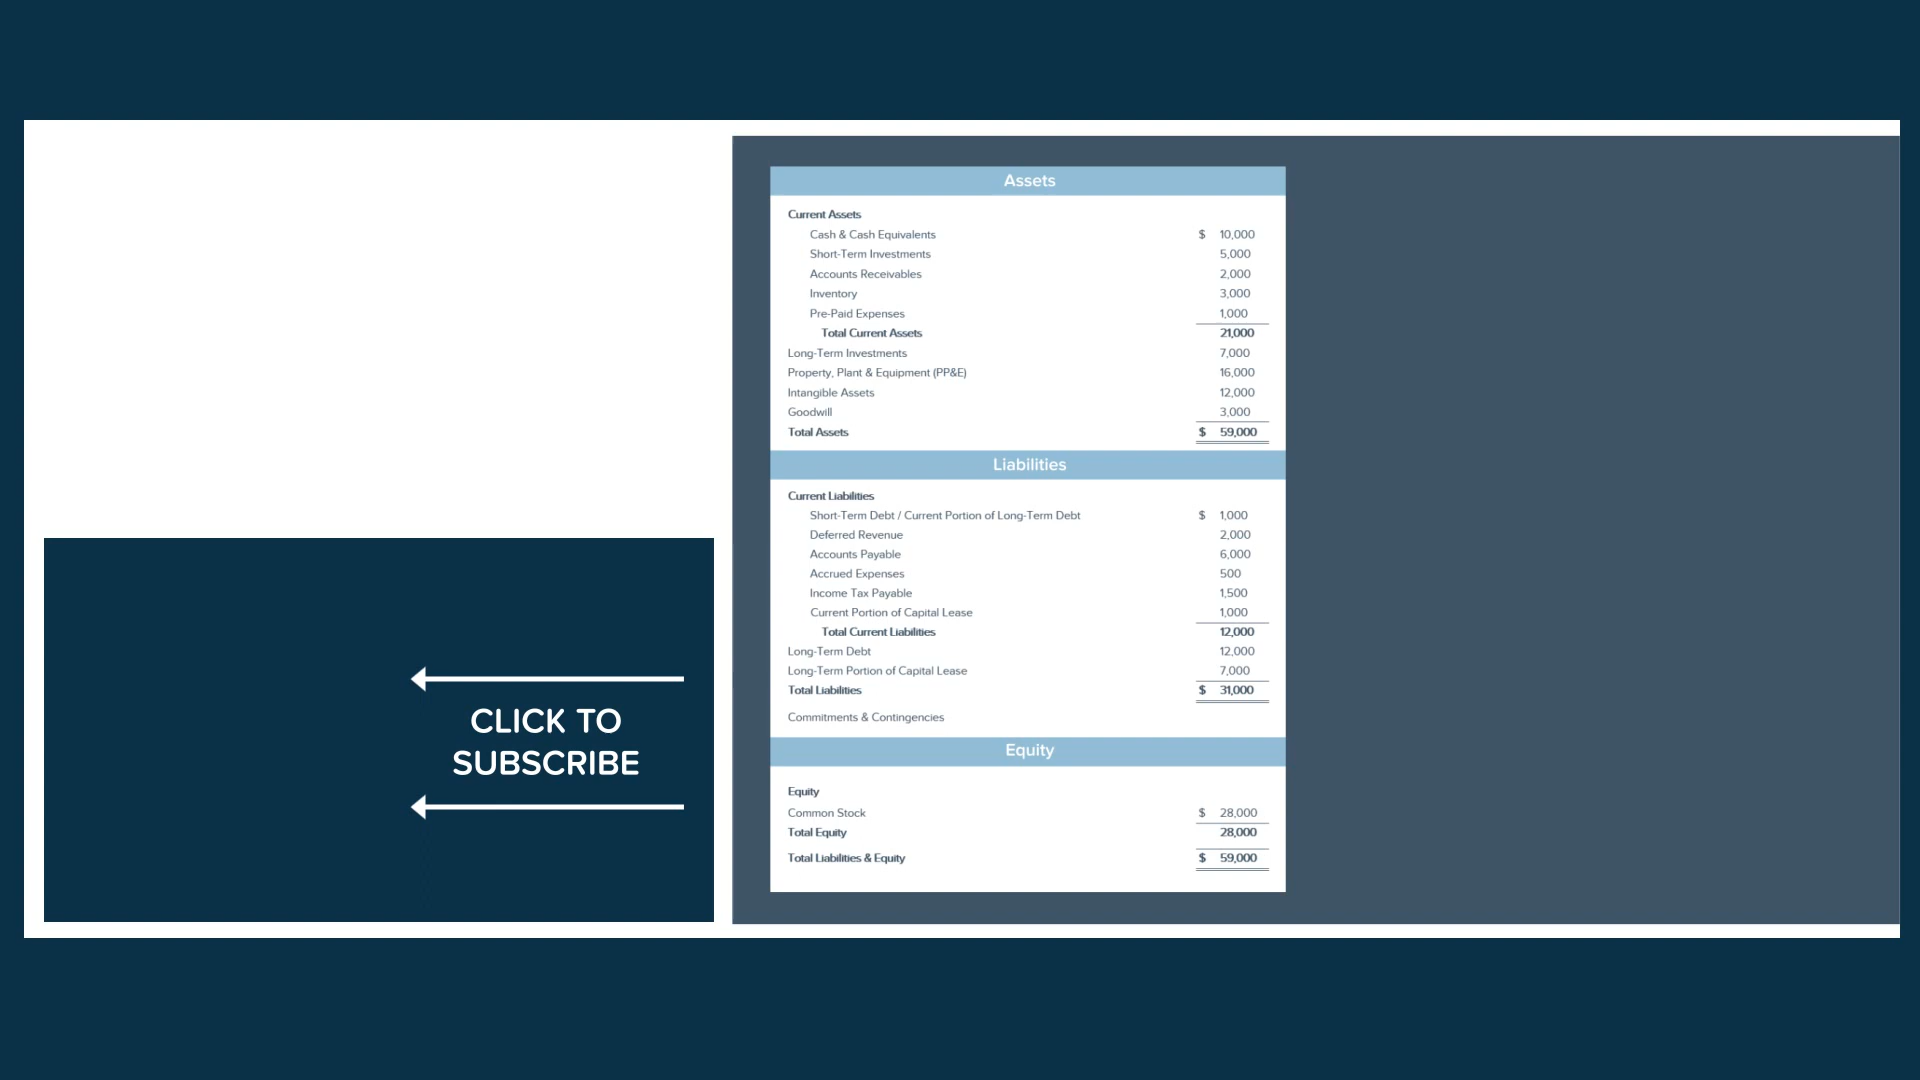 CLICK TO
SUBSCRIBE
Assets
Current Assets
Cash & Cash Equivalents $ 10,000
Short-Term Investments 5,000
Accounts Receivables 2,000
Inventory 3,000
Pre-Paid Expenses 1,000
Total Current Assets 21,000
Long-Term Investments 7,000
Property, Plant & Equipment (PP&E) 16,000
Intangible Assets 12,000
Goodwill 3,000
Total Assets $ 59,000
Liabilities
Current Liabilities
Short-Term Debt / Current Portion of Long-Term Debt $ 1,000
Deferred Revenue 2,000
Accounts Payable 6,000
Accrued Expenses 500
Income Tax Payable 1,500
Current Portion of Capital Lease 1,000
Total Current Liabilities 12,000
Long-Term Debt 12,000
Long-Term Portion of Capital Lease 7,000
Total Liabilities $ 31,000
Commitments & Contingencies
Equity
Equity
Common Stock $ 28,000
Total Equity 28,000
Total Liabilities & Equity $ 59,000